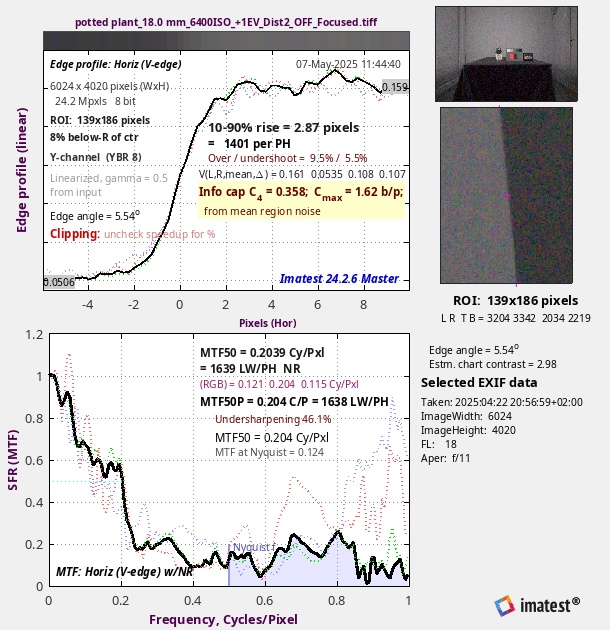 potted plant_18.0 mm_6400ISO_+1EV_Dist2_OFF_Focused.tiff
Edge profile: Horiz (V-edge)
07-May-2025 11:44:40
6024 x 4020 pixels (WxH)
24.2 Mpxls   8 bit
0.159
ROI:  139x186 pixels
8% below-R of ctr
10-90% rise = 2.87 pixels
=   1401 per PH
Y-channel  (YBR 8)
Over / undershoot =  9.5% /  5.5%
V(L,R,mean,Δ) = 0.161  0.0535  0.108  0.107
Linearized, gamma = 0.5
from input
Info cap C4 = 0.358;  Cmax = 1.62 b/p;
from mean region noise
Edge angle = 5.54o
Clipping: uncheck speedup for %
0.0506
Imatest 24.2.6 Master
Edge profile (linear)
-4 -2 0 2 4 6 8
Pixels (Hor)
ROI:  139x186 pixels
L R  T B = 3204 3342  2034 2219
Edge angle = 5.54o
Estm. chart contrast = 2.98
Selected EXIF data
Taken: 2025:04:22 20:56:59+02:00
ImageWidth:  6024
ImageHeight:  4020
FL:   18
Aper:  f/11
MTF50 = 0.2039 Cy/Pxl
= 1639 LW/PH  NR
(RGB) = 0.121  0.204  0.115 Cy/Pxl
MTF50P = 0.204 C/P = 1638 LW/PH
Undersharpening 46.1%
MTF50 = 0.204 Cy/Pxl
MTF at Nyquist = 0.124
1.2
1
0.8
0.6
0.4
0.2
0
SFR (MTF)
Nyquist f
MTF: Horiz (V-edge) w/NR
0 0.2 0.4 0.6 0.8 1
Frequency, Cycles/Pixel
imatest®